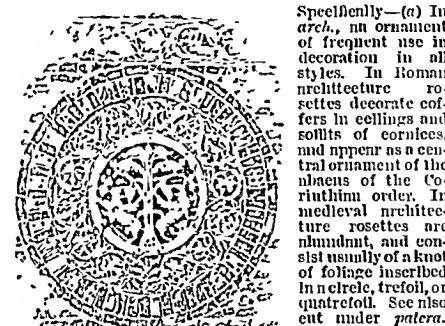 Specifically—(a) In
arch., an ornament
of frequent use in
decoration in all
styles. In Roman
architecture ro-
settes decorate cof-
fers in ceilings and
soffits of cornices,
and appear as a cen-
tral ornament of the
abacus of the Co-
rinthian order. In
medieval architec-
ture rosettes are
abundant, and con-
sist usually of a knot
of foliage inscribed
in a circle, trefoil, or
quatrefoil. See also
cut under patera.